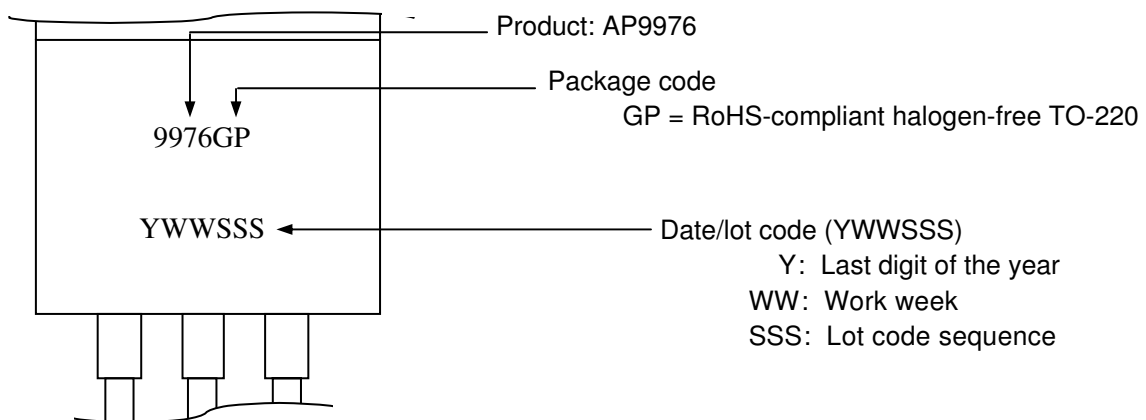 Product: AP9976
Package code
GP = RoHS-compliant halogen-free TO-220
9976GP
YWWSSS
Date/lot code (YWWSSS)
Y: Last digit of the year
WW: Work week
SSS: Lot code sequence